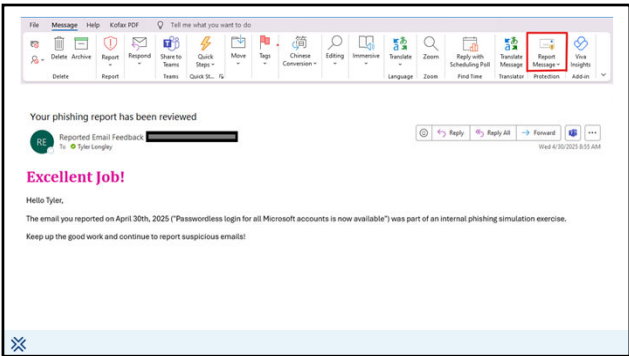 File Message Help Kofax PDF Tell me what you want to do
Delete Archive Report Respond Share to Teams Quick Steps Move Tags Chinese Conversion Editing Immersive Translate Zoom Reply with Scheduling Poll Translate Message Report Message Viva Insights
Delete Report Teams Quick St... Language Zoom Find Time Translator Protection Add-in
Your phishing report has been reviewed
RE
Reported Email Feedback
To Tyler Longley
Reply Reply All Forward
Wed 4/30/2025 8:55 AM
Excellent Job!
Hello Tyler,
The email you reported on April 30th, 2025 ("Passwordless login for all Microsoft accounts is now available") was part of an internal phishing simulation exercise.
Keep up the good work and continue to report suspicious emails!